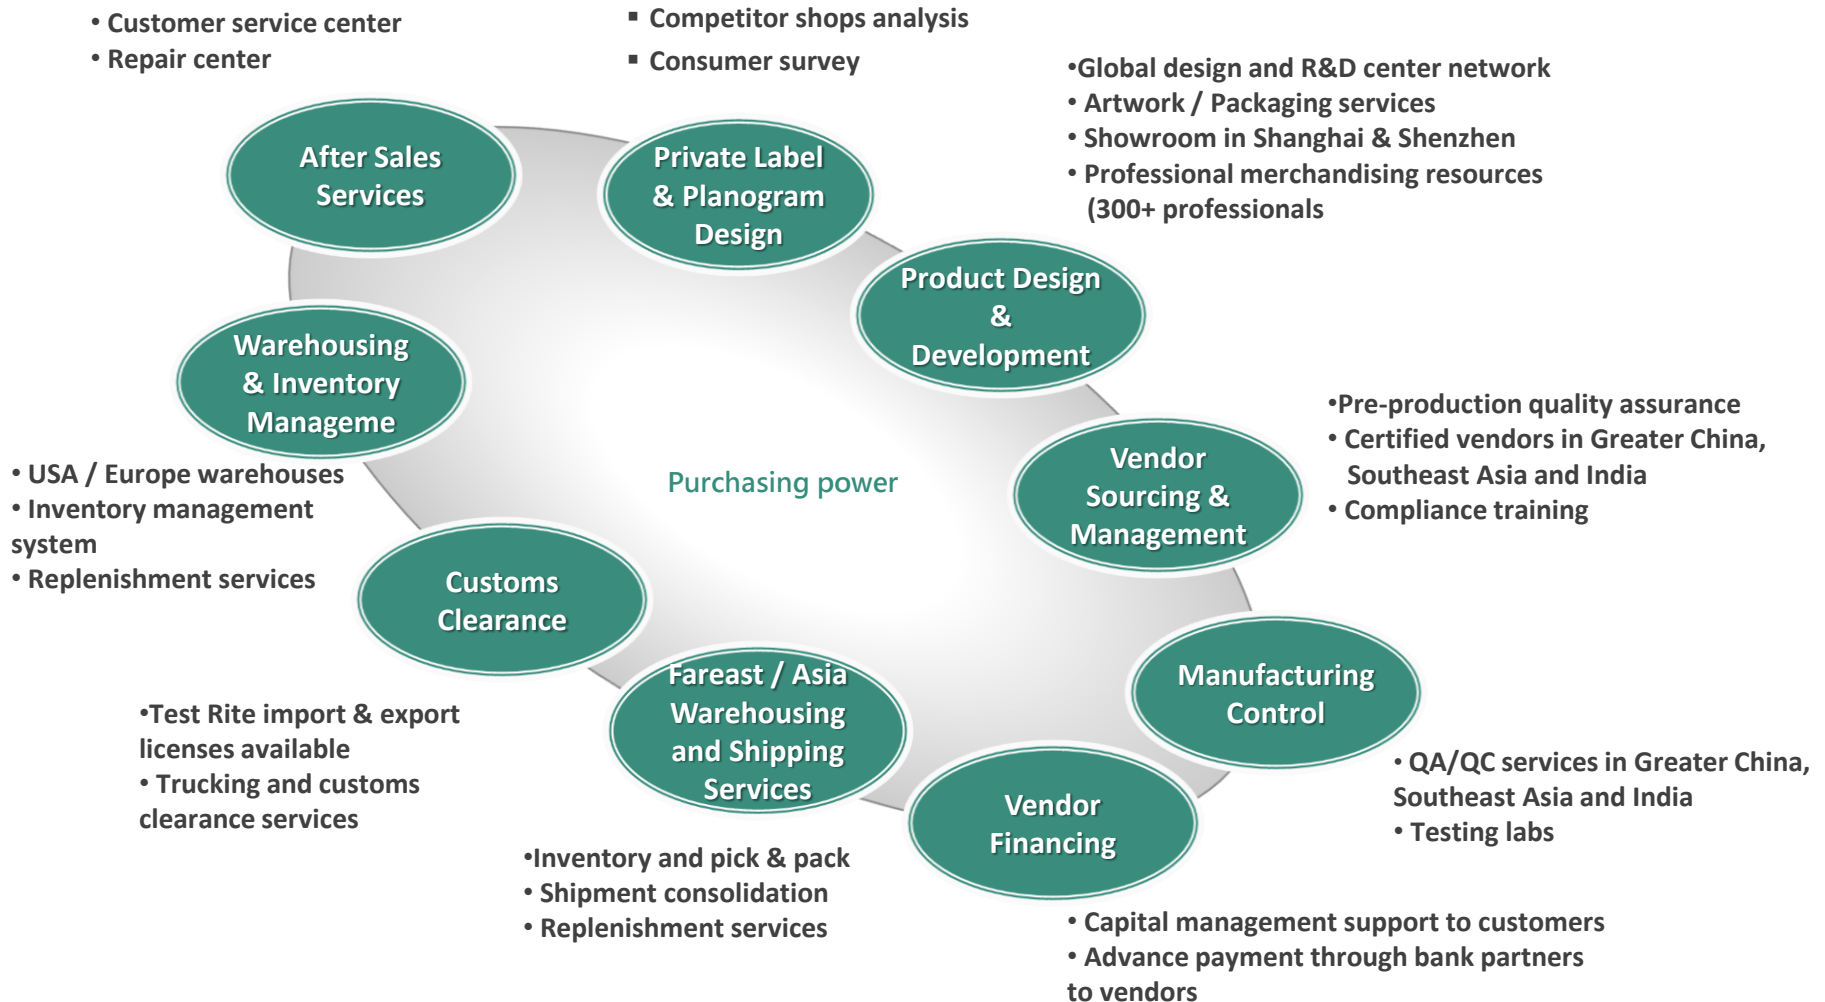 • Customer service center
• Repair center
▪ Competitor shops analysis
▪ Consumer survey
•Global design and R&D center network
• Artwork / Packaging services
• Showroom in Shanghai & Shenzhen
• Professional merchandising resources
(300+ professionals
After Sales
Services
Private Label
& Planogram
Design
Product Design
&
Development
Warehousing
& Inventory
Manageme
• USA / Europe warehouses
• Inventory management
system
• Replenishment services
Purchasing power
Vendor
Sourcing &
Management
•Pre-production quality assurance
• Certified vendors in Greater China,
Southeast Asia and India
• Compliance training
Customs
Clearance
•Test Rite import & export
licenses available
• Trucking and customs
clearance services
Fareast / Asia
Warehousing
and Shipping
Services
•Inventory and pick & pack
• Shipment consolidation
• Replenishment services
Manufacturing
Control
• QA/QC services in Greater China,
Southeast Asia and India
• Testing labs
Vendor
Financing
• Capital management support to customers
• Advance payment through bank partners
to vendors